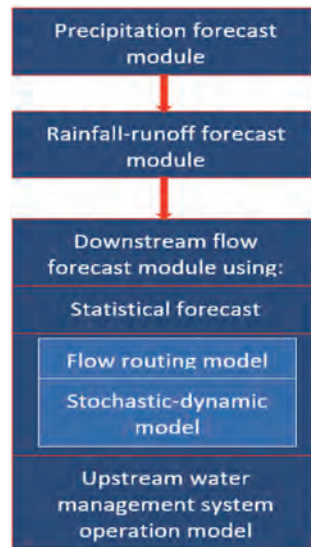 Precipitation forecast
module
Rainfall-runoff forecast
module
Downstream flow
forecast module using:
Statistical forecast
Flow routing model
Stochastic-dynamic
model
Upstream water
management system
operation model